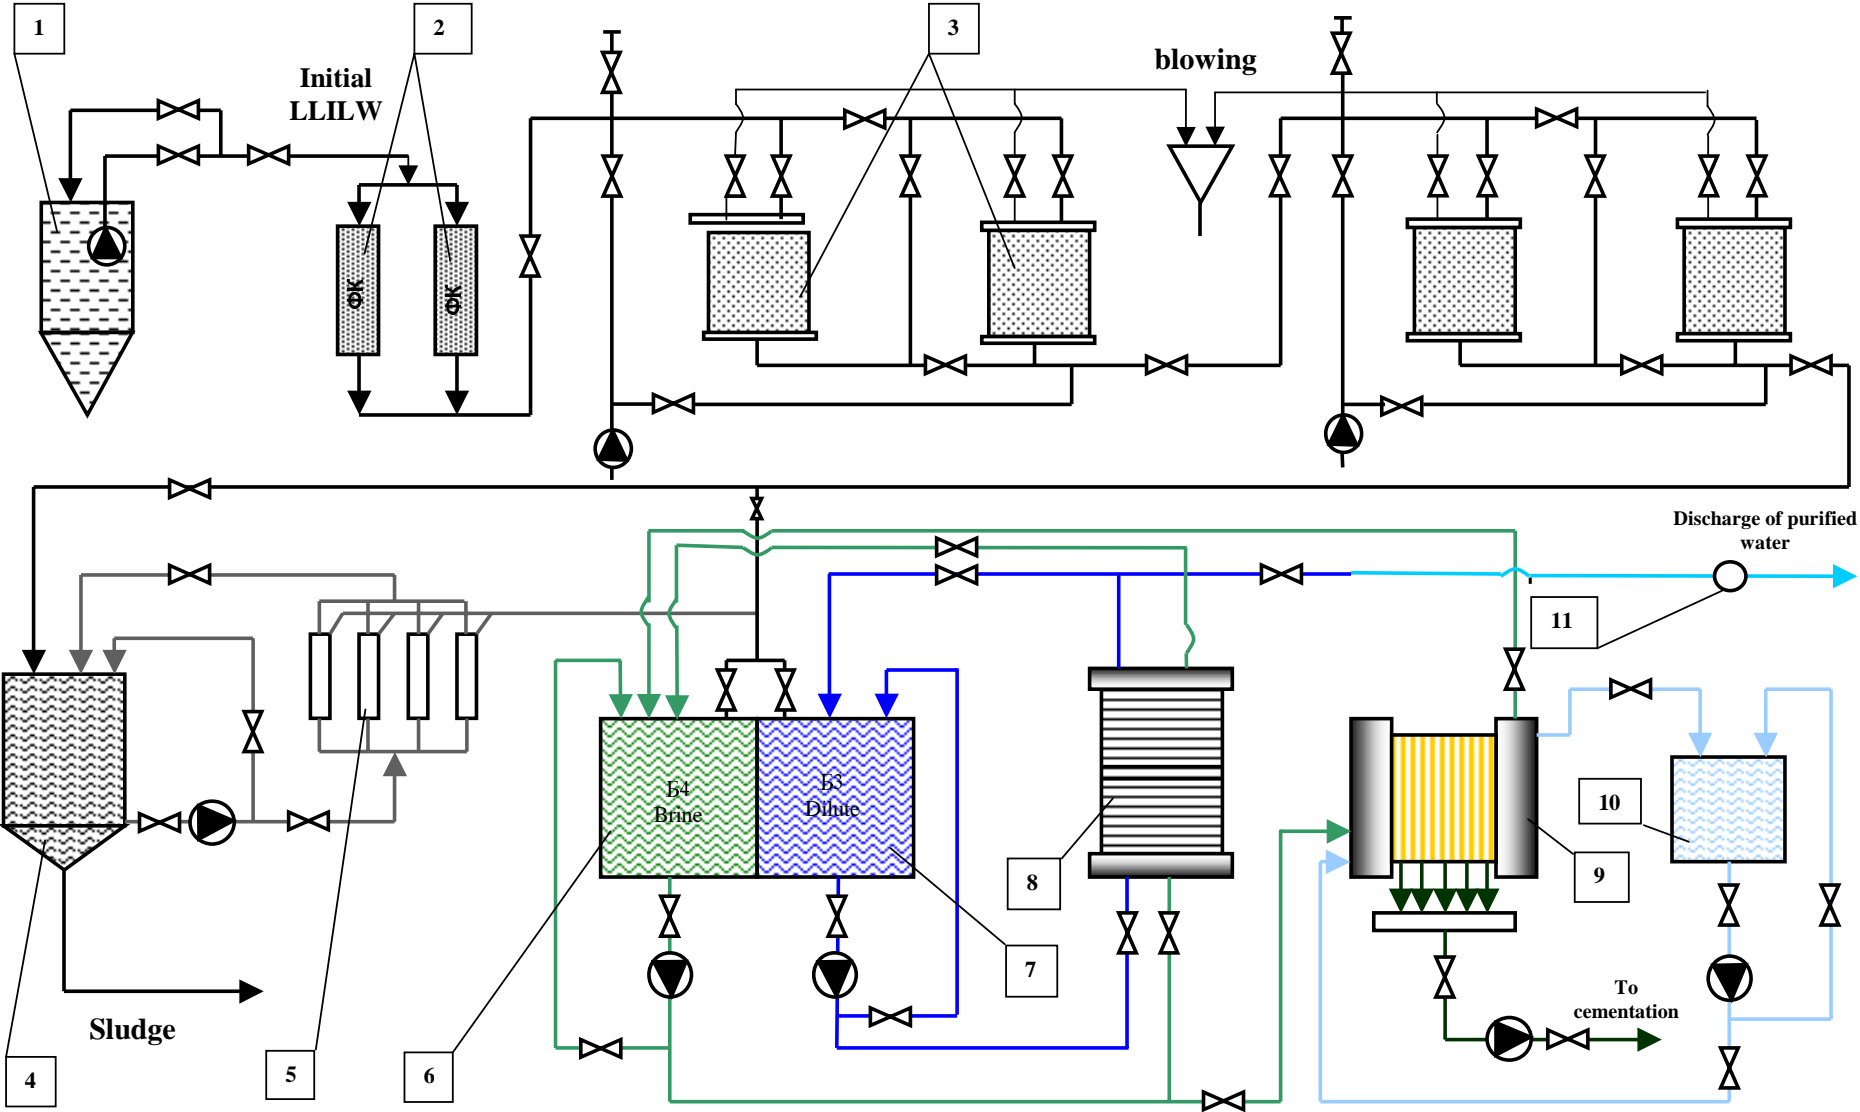 1
2
3
Initial
LLILW
blowing
ФК
ФК
Discharge of purified
water
11
Б4
Brine
Б3
Dilute
10
8
9
7
To
cementation
Sludge
4
5
6